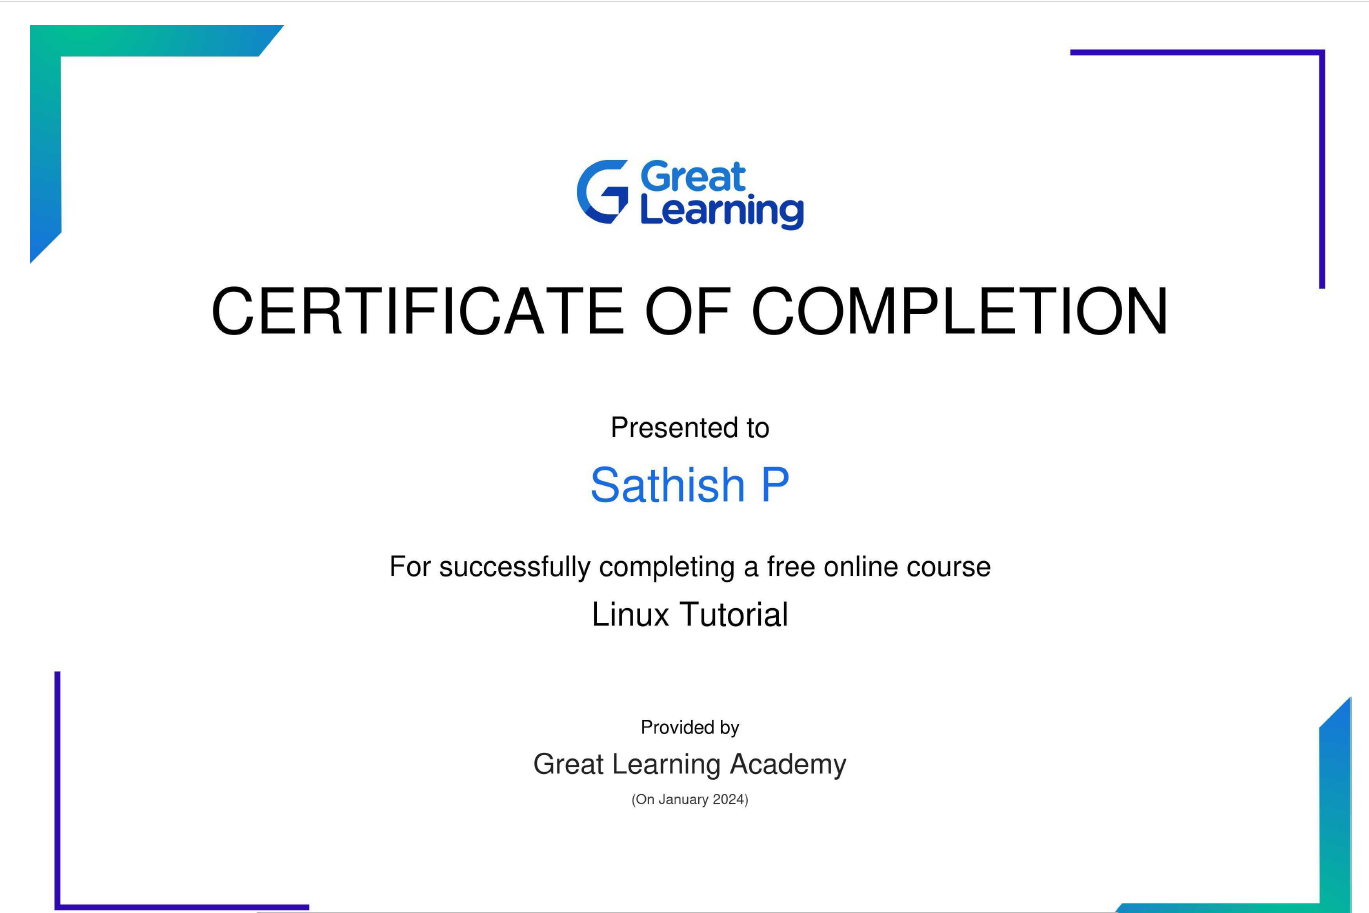 Great
Learning
CERTIFICATE OF COMPLETION
Presented to
Sathish P
For successfully completing a free online course
Linux Tutorial
Provided by
Great Learning Academy
(On January 2024)